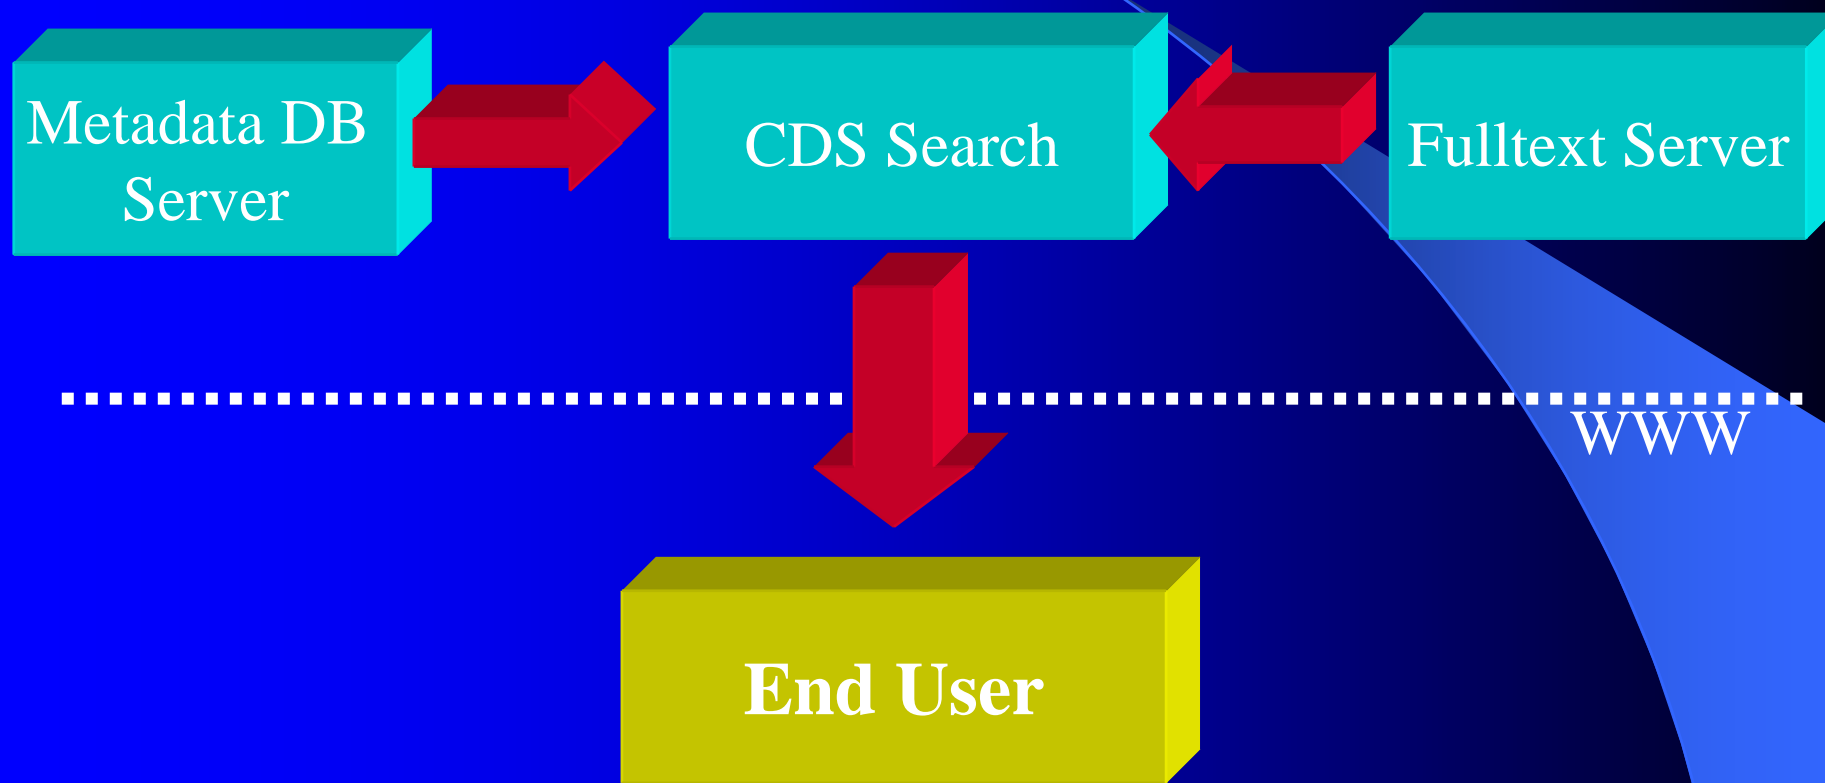 Metadata DB
Server
CDS Search
Fulltext Server
WWW
End User